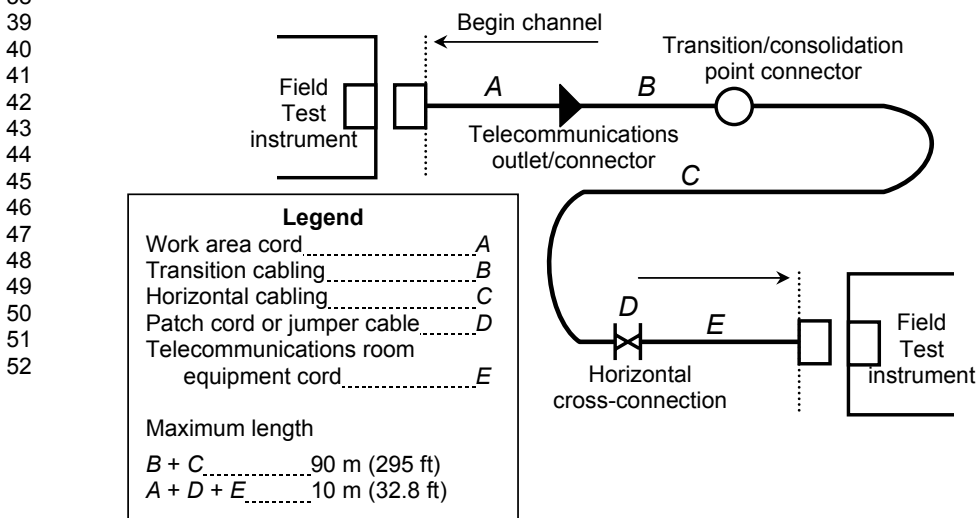 38
39
40
41
42
43
44
45
46
47
48
49
50
51
52
Begin channel
Transition/consolidation
point connector
Field
Test
instrument
A
B
Telecommunications
outlet/connector
C
Legend
Work area cord A
Transition cabling B
Horizontal cabling C
Patch cord or jumper cable D
Telecommunications room
equipment cord E
Maximum length
B + C 90 m (295 ft)
A + D + E 10 m (32.8 ft)
D
E
Horizontal
cross-connection
Field
Test
instrument